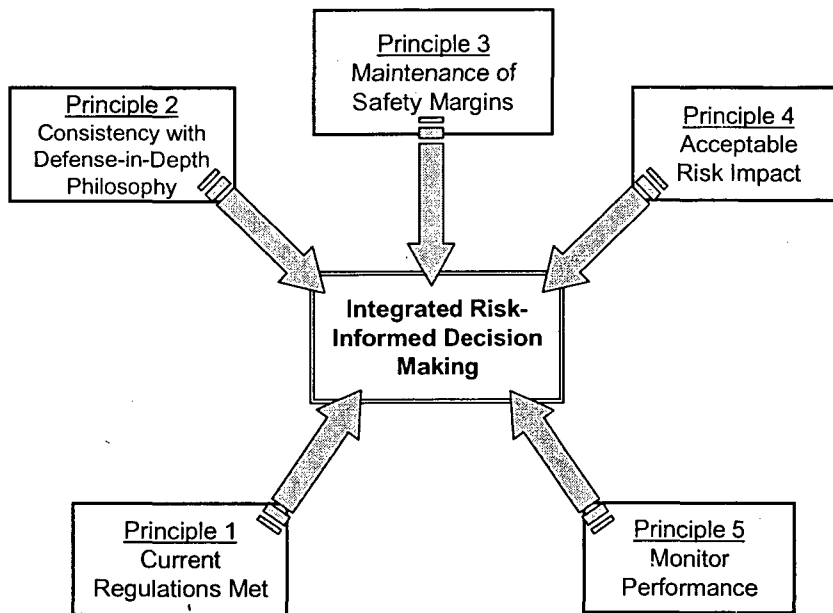 Principle 3
Maintenance of
Safety Margins
Principle 2
Consistency with
Defense-in-Depth
Philosophy
Principle 4
Acceptable
Risk Impact
Integrated Risk-
Informed Decision
Making
Principle 1
Current
Regulations Met
Principle 5
Monitor
Performance